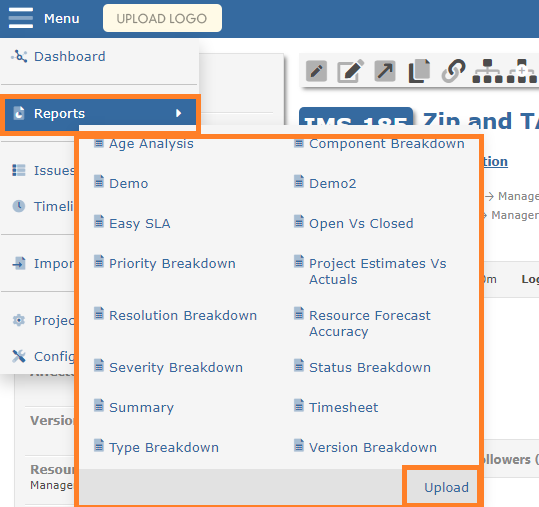 Menu
UPLOAD LOGO
Dashboard
Reports
Issues
Timeli
Impor
Projec
Config
IMS-185
Zip and TA
tion
→ Manage
→ Manager
0m Log
Age Analysis
Component Breakdown
Demo
Demo2
Easy SLA
Open Vs Closed
Priority Breakdown
Project Estimates Vs
Actuals
Resolution Breakdown
Resource Forecast
Accuracy
Severity Breakdown
Status Breakdown
Summary
Timesheet
Type Breakdown
Version Breakdown
Upload
Version
Resou
Manage
ollowers (